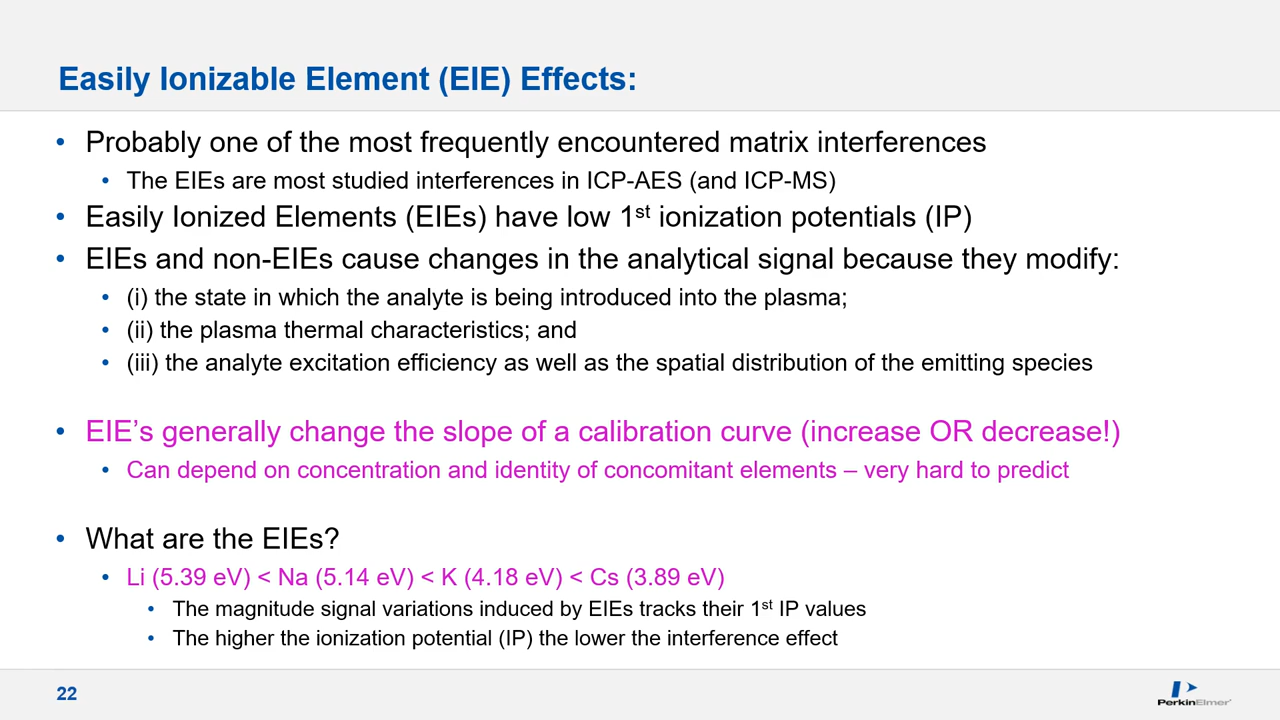 Easily Ionizable Element (EIE) Effects:
• Probably one of the most frequently encountered matrix interferences
• The EIEs are most studied interferences in ICP-AES (and ICP-MS)
• Easily Ionized Elements (EIEs) have low 1st ionization potentials (IP)
• EIEs and non-EIEs cause changes in the analytical signal because they modify:
• (i) the state in which the analyte is being introduced into the plasma;
• (ii) the plasma thermal characteristics; and
• (iii) the analyte excitation efficiency as well as the spatial distribution of the emitting species
• EIE’s generally change the slope of a calibration curve (increase OR decrease!)
• Can depend on concentration and identity of concomitant elements – very hard to predict
• What are the EIEs?
• Li (5.39 eV) < Na (5.14 eV) < K (4.18 eV) < Cs (3.89 eV)
• The magnitude signal variations induced by EIEs tracks their 1st IP values
• The higher the ionization potential (IP) the lower the interference effect
22
PerkinElmer